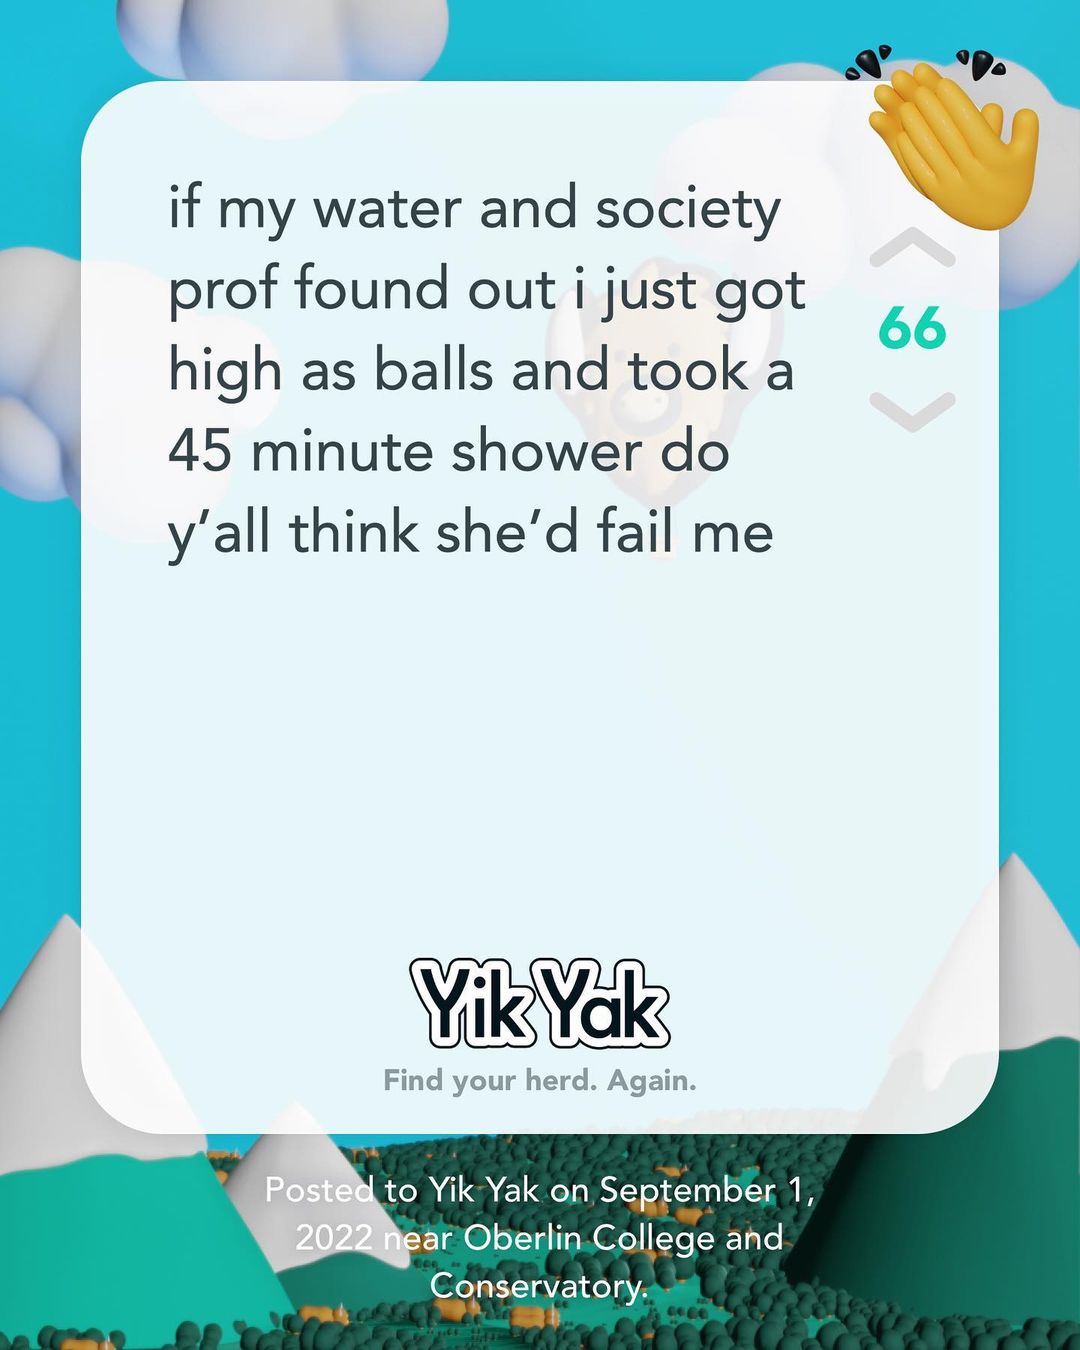 if my water and society
prof found out i just got
high as balls and took a
45 minute shower do
y’all think she’d fail me
66
Yik Yak
Find your herd. Again.
Posted to Yik Yak on September 1,
2022 near Oberlin College and
Conservatory.